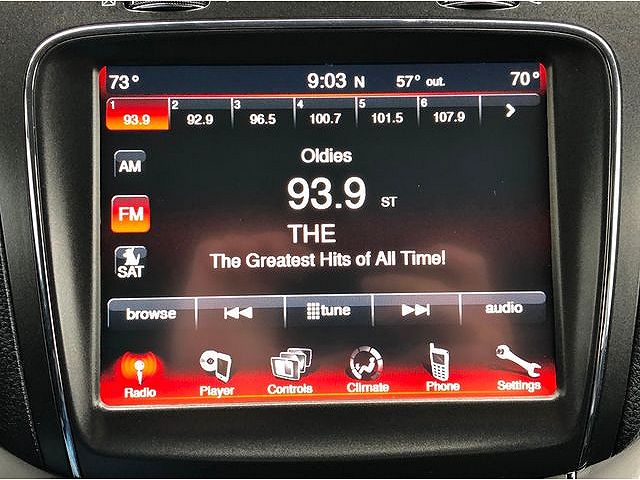 73° 9:03 N 57° out. 70°
1 2 3 4 5 6
93.9 92.9 96.5 100.7 101.5 107.9
Oldies
AM
93.9 ST
FM
THE
The Greatest Hits of All Time!
SAT
browse tune audio
Radio Player Controls Climate Phone Settings